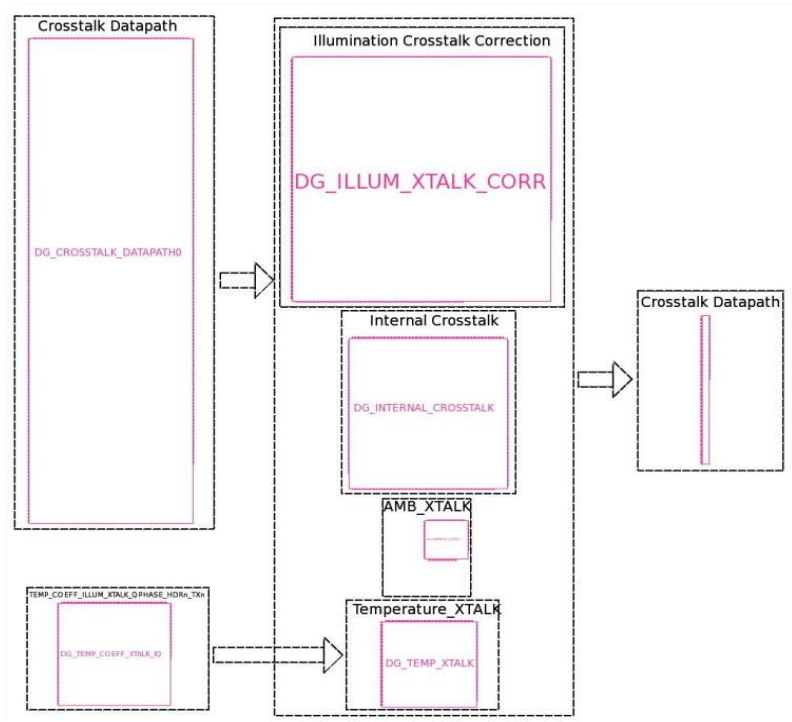 Crosstalk Datapath
DG_CROSSTALK_DATAPATH0
Illumination Crosstalk Correction
DG_ILLUM_XTALK_CORR
Internal Crosstalk
DG_INTERNAL_CROSSTALK
AMB_XTALK
Temperature_XTALK
DG_TEMP_XTALK
TEMP_COEFF_ILLUM_XTALK_QPHASE_HDRn_TXn
DG_TEMP_COEFF_XTALK_IQ
Crosstalk Datapath